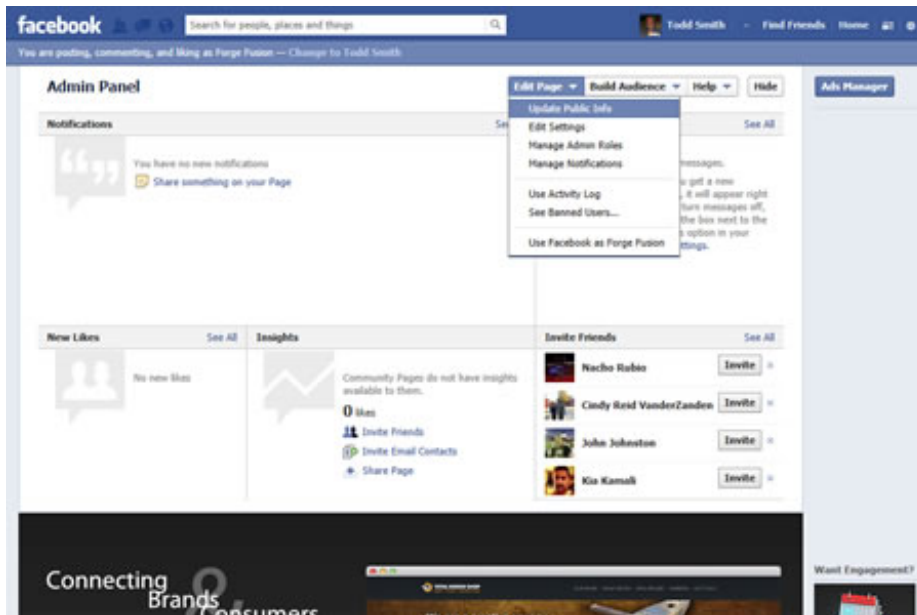 facebook
Search for people, places and things
Todd Smith
Find Friends
Home
You are posting, commenting, and liking as Forge Fusion — Change to Todd Smith
Admin Panel
Edit Page
Build Audience
Help
Hide
Ads Manager
Update Public Info
Edit Settings
Manage Admin Roles
Manage Notifications
Use Activity Log
See Banned Users...
Use Facebook as Forge Fusion
Notifications
See All
You have no new notifications
Share something on your Page
messages.
get a new
it will appear right
turn messages off,
the box next to the
option in your
New Likes
See All
No new likes
Insights
Community Pages do not have insights
available to them.
0 likes
Invite Friends
Invite Email Contacts
Share Page
Invite Friends
See All
Nacho Rubio
Invite
Cindy Reid VanderZanden
Invite
John Johnston
Invite
Kia Kamali
Invite
Connecting
Brands
&
Consumers
Want Engagement?